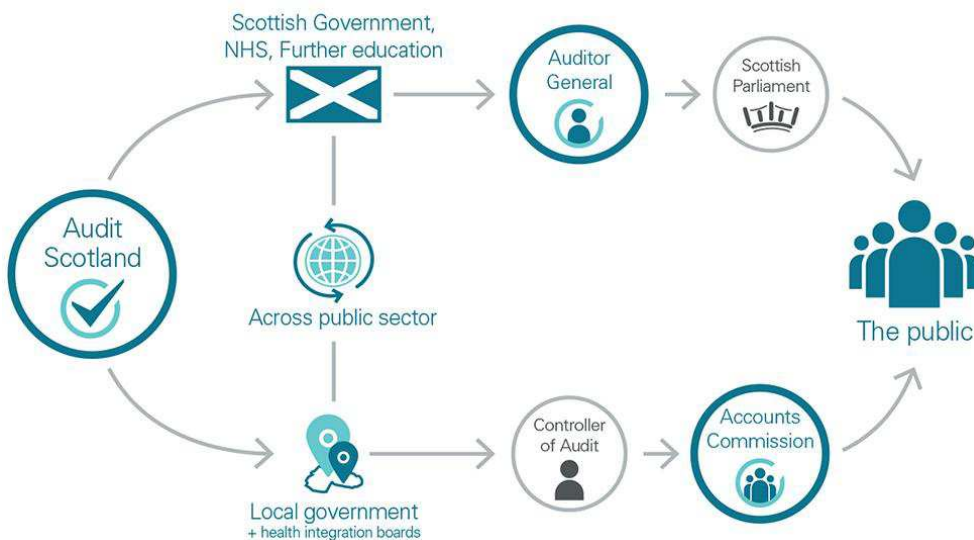 Scottish Government,
NHS, Further education
Auditor
General
Scottish
Parliament
Audit
Scotland
Across public sector
The public
Local government
+ health integration boards
Controller
of Audit
Accounts
Commission